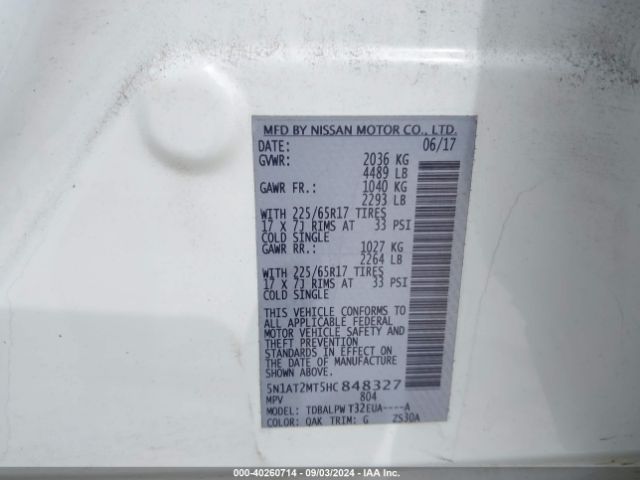 MFD BY NISSAN MOTOR CO., LTD.
DATE: 06/17
GVWR: 2036 KG
4489 LB
GAWR FR.: 1040 KG
2293 LB
WITH 225/65R17 TIRES
17 X 7J RIMS AT 33 PSI
COLD SINGLE
GAWR RR.: 1027 KG
2264 LB
WITH 225/65R17 TIRES
17 X 7J RIMS AT 33 PSI
COLD SINGLE
THIS VEHICLE CONFORMS TO
ALL APPLICABLE FEDERAL
MOTOR VEHICLE SAFETY AND
THEFT PREVENTION
STANDARDS IN EFFECT ON
THE DATE OF MANUFACTURE
SHOWN ABOVE.
5N1AT2MT5HC848327
MPV 804
MODEL: TDBALPW T32EUA----A
COLOR: QAK TRIM: G ZS30A
000-40260714 - 09/03/2024 - IAA Inc.